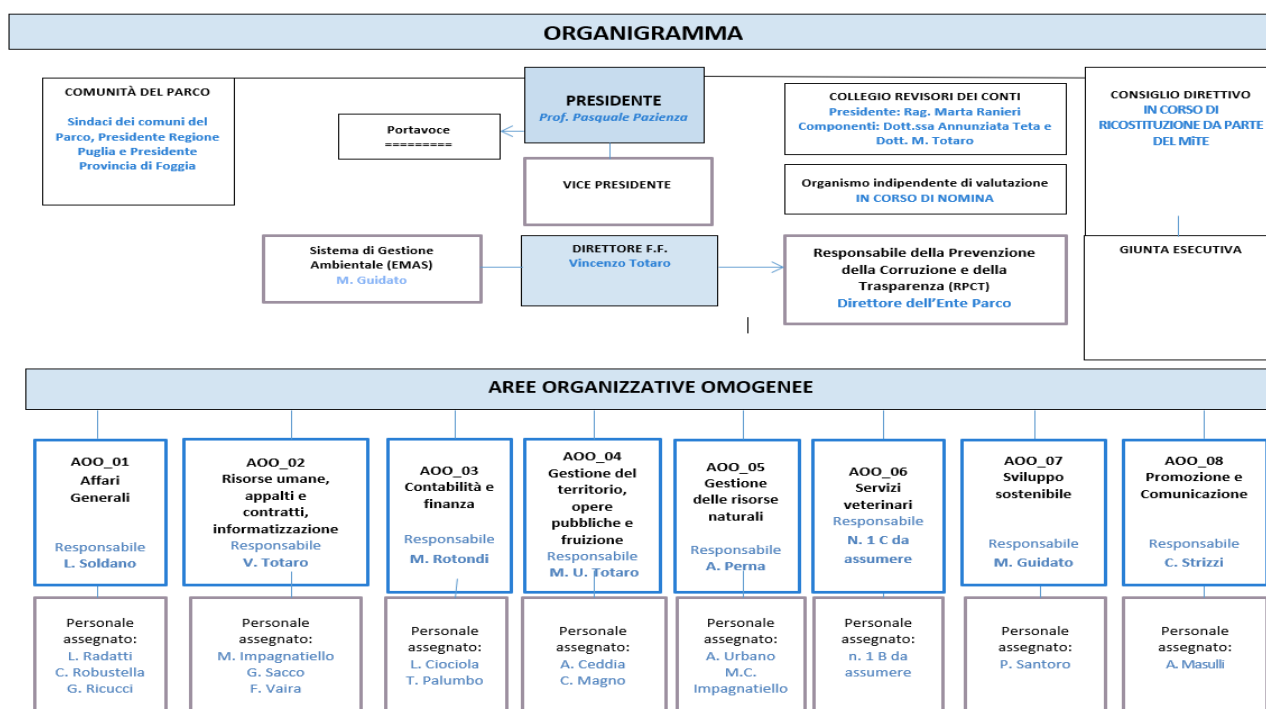 ORGANIGRAMMA
COMUNITÀ DEL PARCO
Sindaci dei comuni del
Parco, Presidente Regione
Puglia e Presidente
Provincia di Foggia
Portavoce
=========
PRESIDENTE
Prof. Pasquale Pazienza
VICE PRESIDENTE
COLLEGIO REVISORI DEI CONTI
Presidente: Rag. Marta Ranieri
Componenti: Dott.ssa Annunziata Teta e
Dott. M. Totaro
Organismo indipendente di valutazione
IN CORSO DI NOMINA
CONSIGLIO DIRETTIVO
IN CORSO DI
RICOSTITUZIONE DA PARTE
DEL MiTE
Sistema di Gestione
Ambientale (EMAS)
M. Guidato
DIRETTORE F.F.
Vincenzo Totaro
Responsabile della Prevenzione
della Corruzione e della
Trasparenza (RPCT)
Direttore dell'Ente Parco
GIUNTA ESECUTIVA
AREE ORGANIZZATIVE OMOGENEE
AOO_01
Affari
Generali
Responsabile
L. Soldano
AOO_02
Risorse umane,
appalti e
contratti,
informatizzazione
Responsabile
V. Totaro
AOO_03
Contabilità e
finanza
Responsabile
M. Rotondi
AOO_04
Gestione del
territorio,
opere
pubbliche e
fruizione
Responsabile
M. U. Totaro
AOO_05
Gestione
delle risorse
naturali
Responsabile
A. Perna
AOO_06
Servizi
veterinari
Responsabile
N. 1 C da
assumere
AOO_07
Sviluppo
sostenibile
Responsabile
M. Guidato
AOO_08
Promozione e
Comunicazione
Responsabile
C. Strizzi
Personale
assegnato:
L. Radatti
C. Robustella
G. Ricucci
Personale
assegnato:
M. Impagnatiello
G. Sacco
F. Vaira
Personale
assegnato:
L. Ciociola
T. Palumbo
Personale
assegnato:
A. Ceddia
C. Magno
Personale
assegnato:
A. Urbano
M.C.
Impagnatiello
Personale
assegnato:
n. 1 B da
assumere
Personale
assegnato:
P. Santoro
Personale
assegnato:
A. Masulli